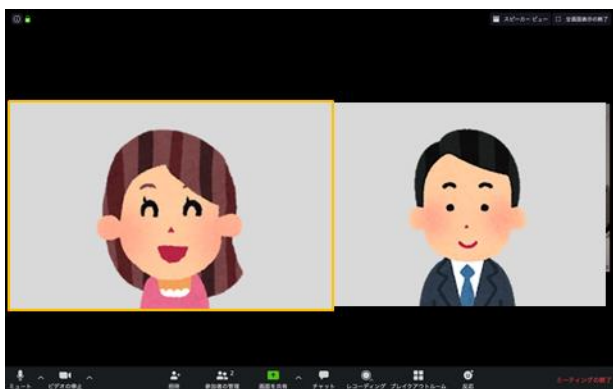 スピーカー ビュー 全画面表示の終了
ミュート ビデオの停止 招待 参加者の管理 2 画面を共有 チャット レコーディング ブレイクアウトルーム 反応 ミーティングの終了